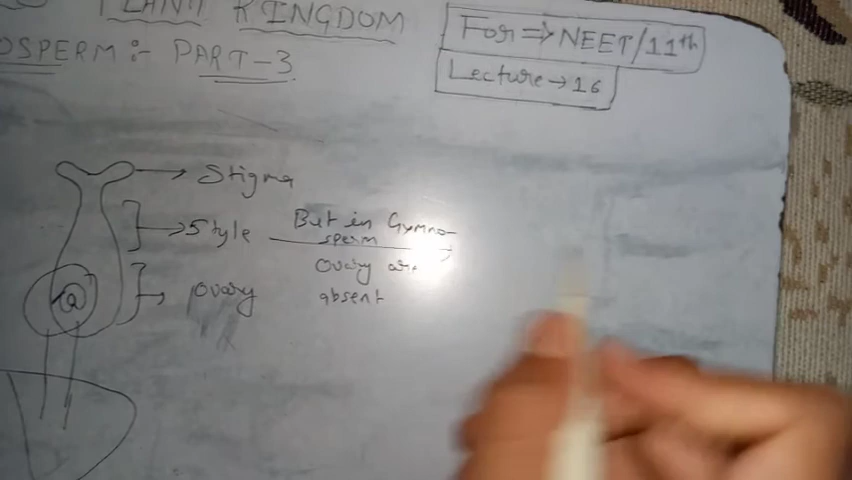 PLANT KINGDOM
OSPERM :- PART-3
For ⇒ NEET/11th
Lecture → 16
Stigma
Style
But in Gymno-
sperm
ovary
ovary are
absent